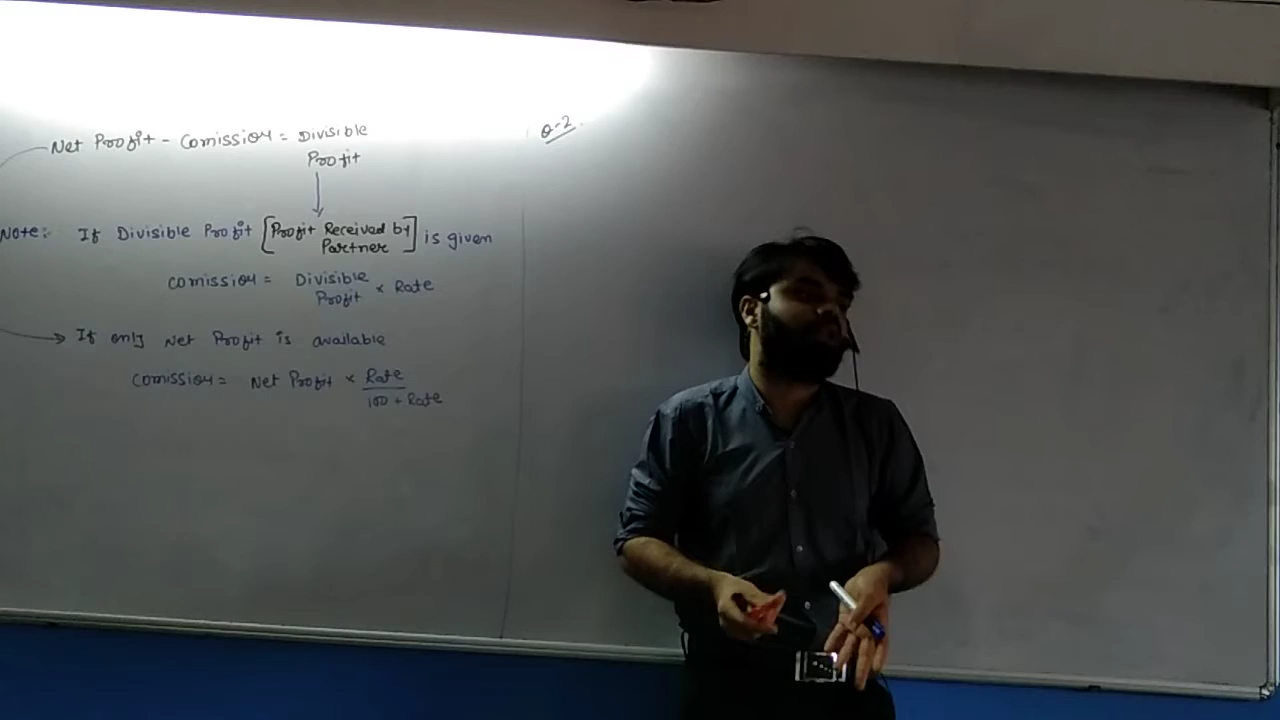 Net Profit - Comission = Divisible
Profit
Note: If Divisible Profit [Profit Received by
Partner] is given
Comission = Divisible
Profit × Rate
→ If only Net Profit is available
Comission = Net Profit × Rate
100 + Rate
Q-2